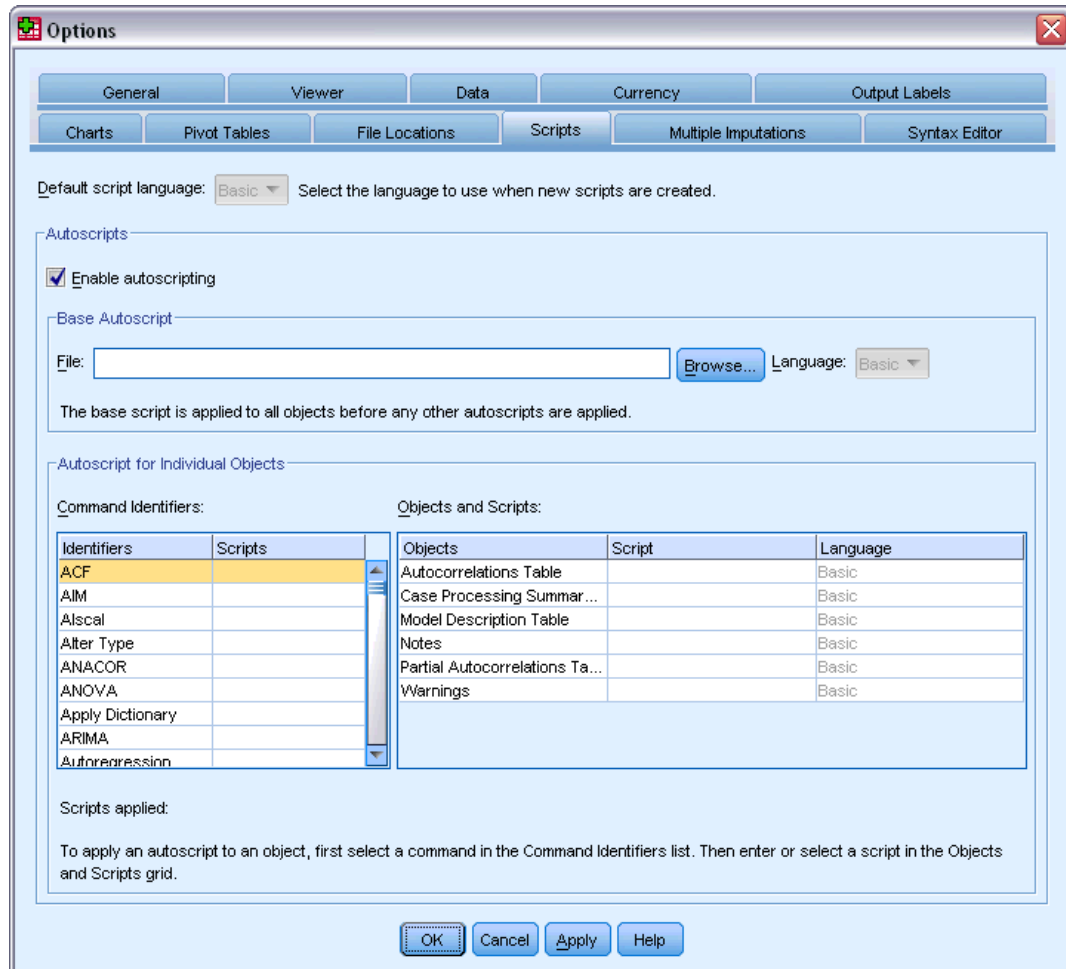 Options
General Viewer Data Currency Output Labels
Charts Pivot Tables File Locations Scripts Multiple Imputations Syntax Editor
Default script language: Basic Select the language to use when new scripts are created.
Autoscripts
Enable autoscripting
Base Autoscript
File: Browse... Language: Basic
The base script is applied to all objects before any other autoscripts are applied.
Autoscript for Individual Objects
Command Identifiers: Objects and Scripts:
Identifiers Scripts Objects Script Language
ACF Autocorrelations Table Basic
AIM Case Processing Summar... Basic
Alscal Model Description Table Basic
Alter Type Notes Basic
ANACOR Partial Autocorrelations Ta... Basic
ANOVA Warnings Basic
Apply Dictionary
ARIMA
Autoregression
Scripts applied:
To apply an autoscript to an object, first select a command in the Command Identifiers list. Then enter or select a script in the Objects
and Scripts grid.
OK Cancel Apply Help